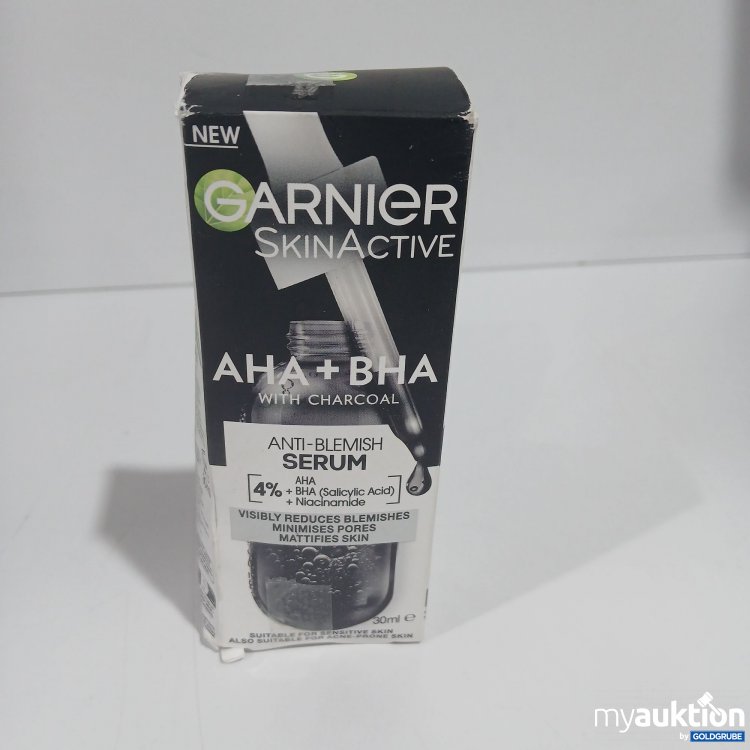 NEW
GARNIER
SKINACTIVE
AHA + BHA
WITH CHARCOAL
ANTI-BLEMISH
SERUM
4% AHA
+ BHA (Salicylic Acid)
+ Niacinamide
VISIBLY REDUCES BLEMISHES
MINIMISES PORES
MATTIFIES SKIN
30ml e
SUITABLE FOR SENSITIVE SKIN
ALSO SUITABLE FOR ACNE-PRONE SKIN
myauktion
by GOLDGRUBE